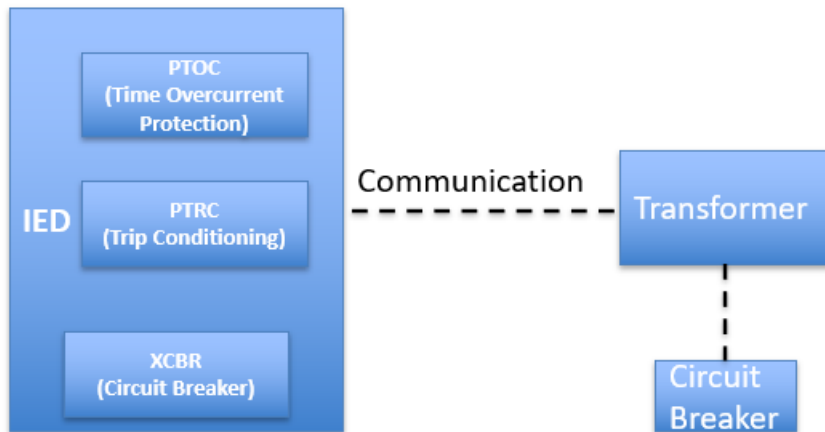 PTOC
(Time Overcurrent
Protection)
IED
PTRC
(Trip Conditioning)
XCBR
(Circuit Breaker)
Communication
Transformer
Circuit
Breaker